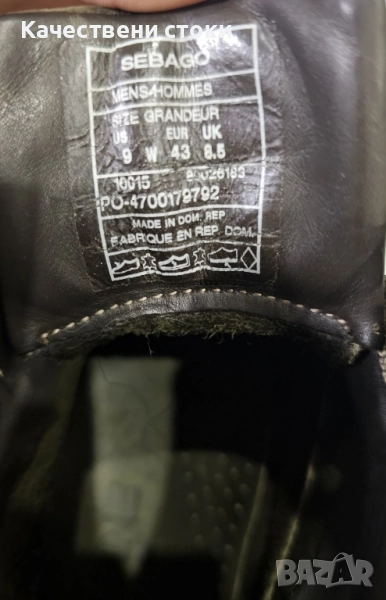 Качествени стоки
SEBAGO
MENS/HOMMES
SIZE GRANDEUR
US EUR UK
9 W 43 8.5
10015
PO-4700179792
MADE IN DOM. REP
FABRIQUE EN REP. DOM.
BAZAR